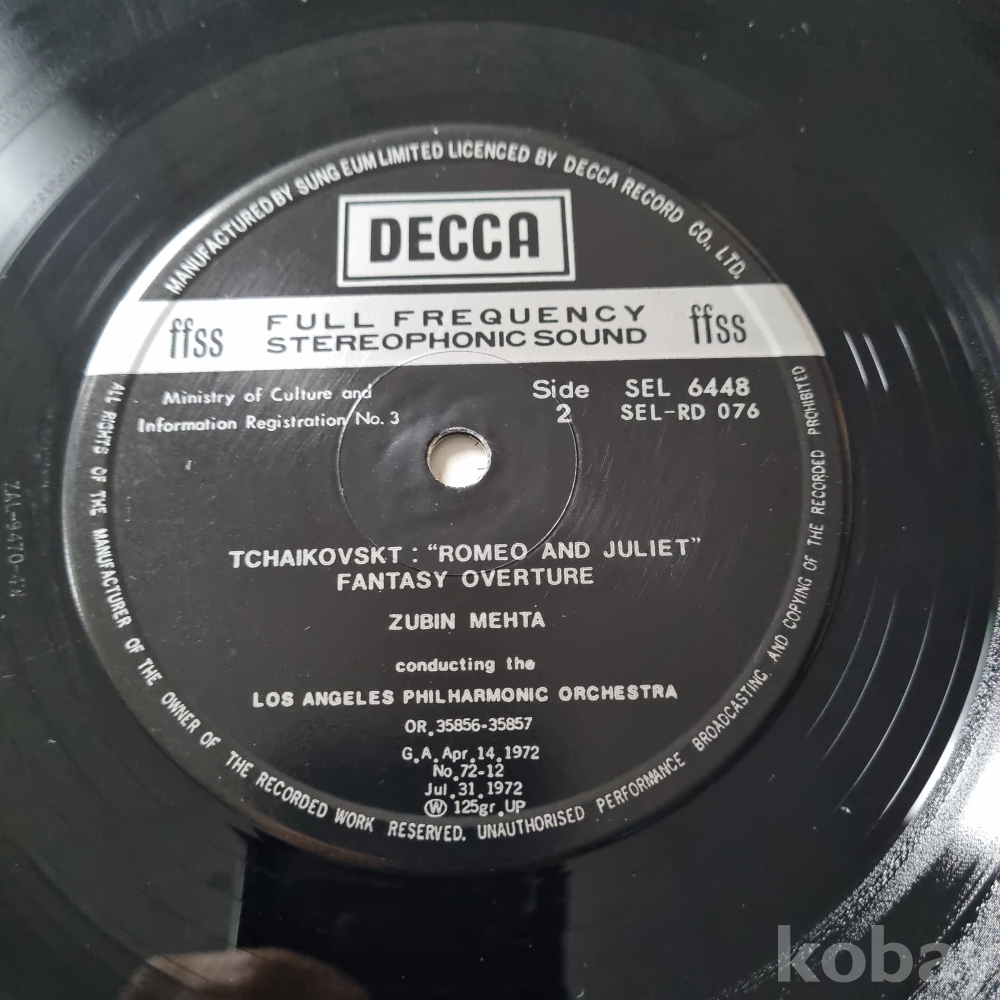 MANUFACTURED BY SUNG EUM LIMITED LICENCED BY DECCA RECORD CO., LTD.
DECCA
ffss FULL FREQUENCY STEREOPHONIC SOUND ffss
Ministry of Culture and
Information Registration No. 3
Side 2
SEL 6448
SEL-RD 076
TCHAIKOVSKT : "ROMEO AND JULIET"
FANTASY OVERTURE
ZUBIN MEHTA
conducting the
LOS ANGELES PHILHARMONIC ORCHESTRA
OR.35856-35857
G.A.Apr.14.1972
No.72-12
Jul.31.1972
Ⓦ 125gr.UP
ALL RIGHTS OF THE MANUFACTURER OF THE OWNER OF THE RECORDED WORK RESERVED. UNAUTHORISED PERFORMANCE BROADCASTING. AND COPYING OF THE RECORDED PROHIBITED
kobay